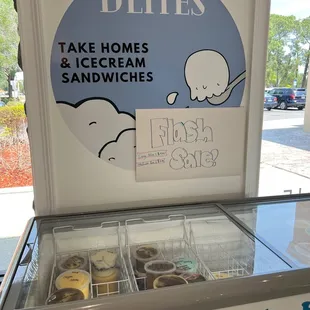 DLITES
TAKE HOMES
& ICECREAM
SANDWICHES
Flash
Sale!